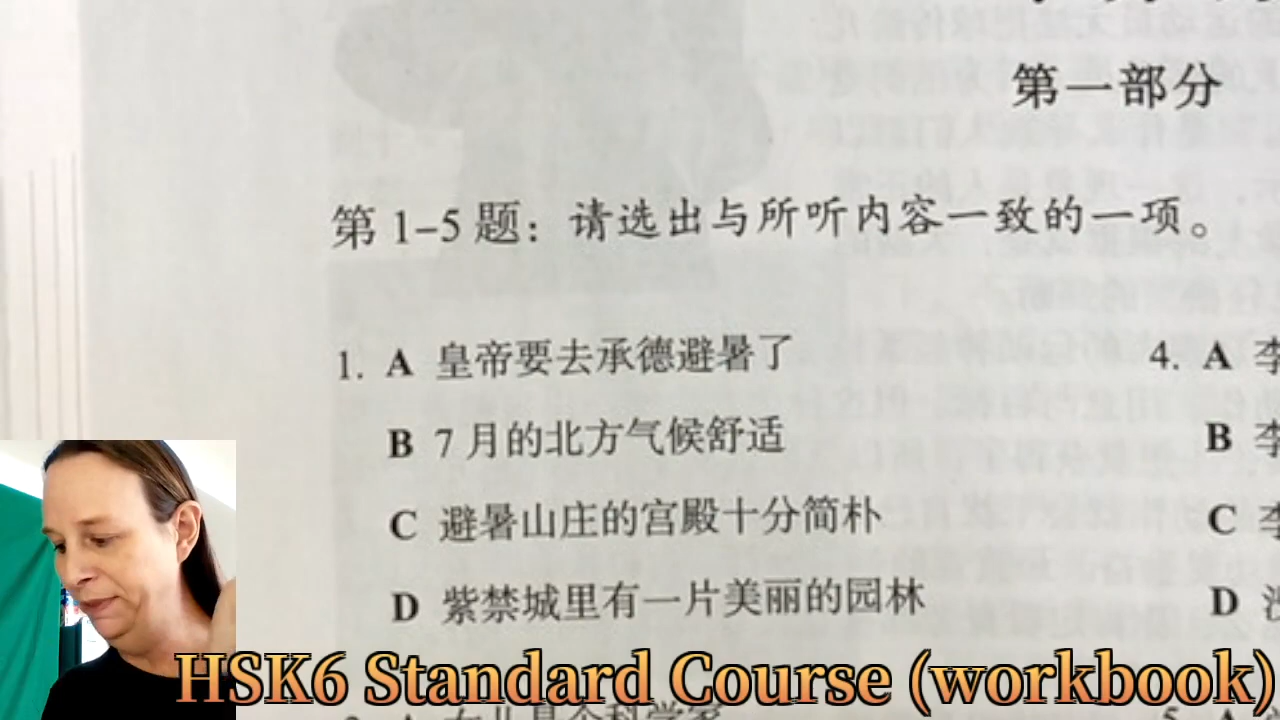 第一部分
第1-5题：请选出与所听内容一致的一项。
1. A 皇帝要去承德避暑了
B 7月的北方气候舒适
C 避暑山庄的宫殿十分简朴
D 紫禁城里有一片美丽的园林
4. A 李
B 李
C 李
D
HSK6 Standard Course (workbook)